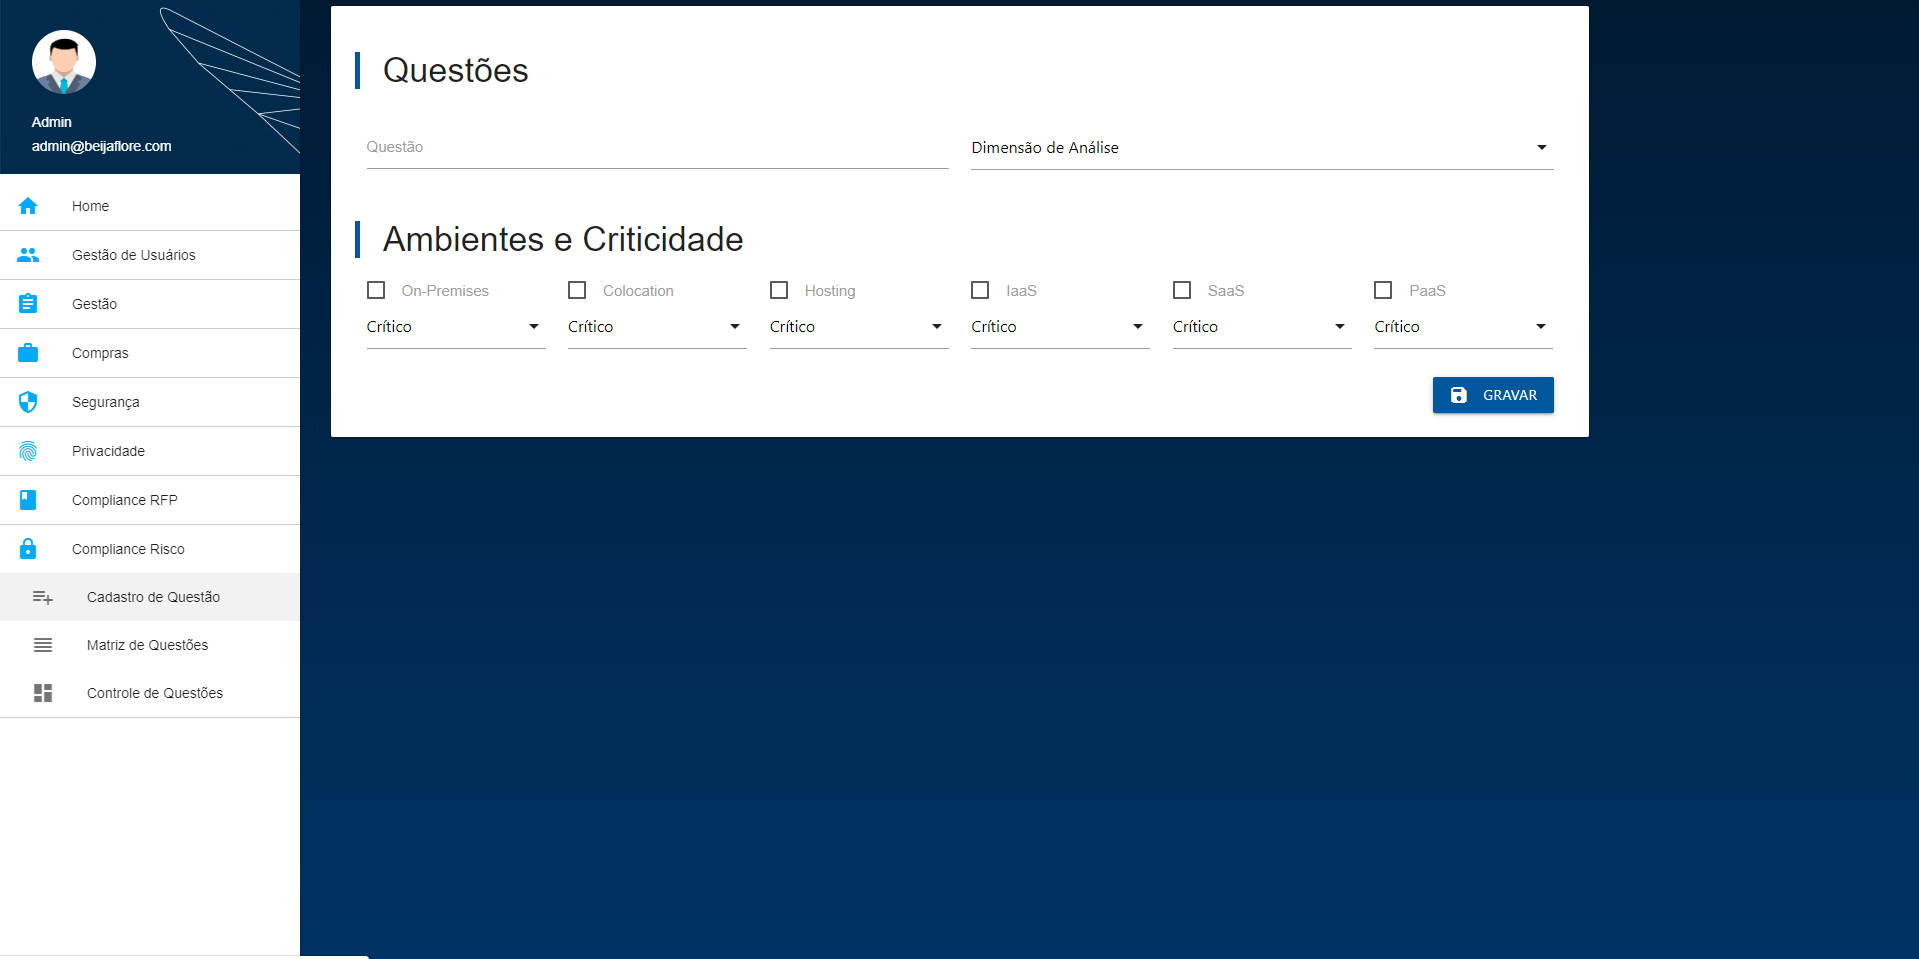 Admin
admin@beijaflore.com
Home
Gestão de Usuários
Gestão
Compras
Segurança
Privacidade
Compliance RFP
Compliance Risco
Cadastro de Questão
Matriz de Questões
Controle de Questões
Questões
Questão Dimensão de Análise
Ambientes e Criticidade
On-Premises Colocation Hosting IaaS SaaS PaaS
Crítico Crítico Crítico Crítico Crítico Crítico
GRAVAR